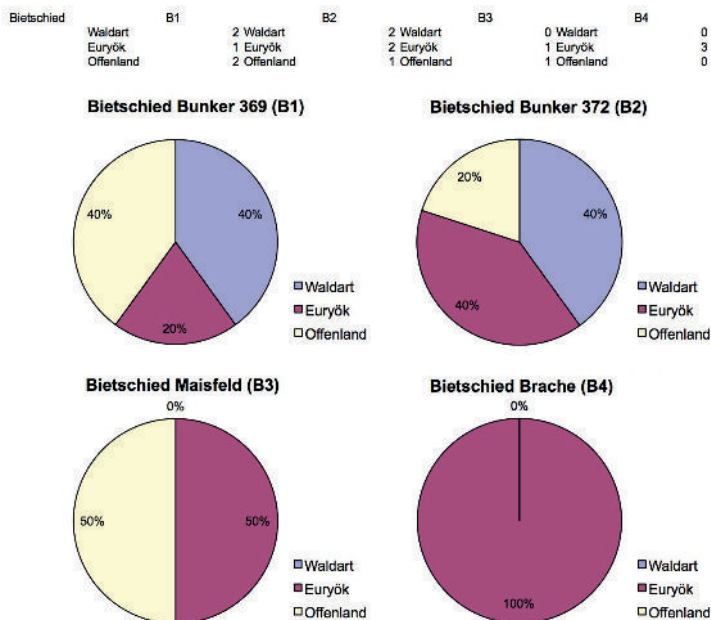 Bietschied B1 B2 B3 B4
Waldart 2 Waldart 2 Waldart 0 Waldart 0
Euryök 1 Euryök 2 Euryök 1 Euryök 3
Offenland 2 Offenland 1 Offenland 1 Offenland 0
Bietschied Bunker 369 (B1)
40%
40%
20%
Waldart
Euryök
Offenland
Bietschied Bunker 372 (B2)
20%
40%
40%
Waldart
Euryök
Offenland
Bietschied Maisfeld (B3)
0%
50%
50%
Waldart
Euryök
Offenland
Bietschied Brache (B4)
0%
100%
Waldart
Euryök
Offenland